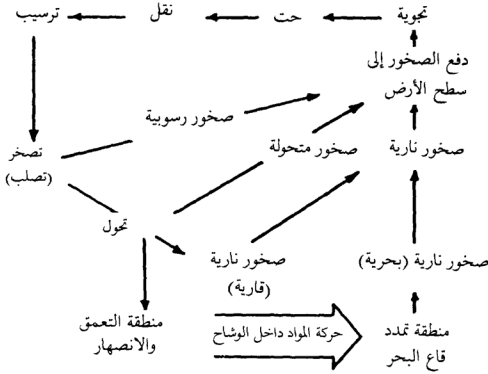 تجوية
حت
نقل
ترسيب
دفع الصخور إلى
سطح الأرض
صخور رسوبية
صخور نارية
صخور متحولة
تصخر
(تصلب)
تحول
صخور نارية (بحرية)
صخور نارية
(قارية)
منطقة تمدد
قاع البحر
حركة المواد داخل الوشاح
منطقة التعمق
والانصهار